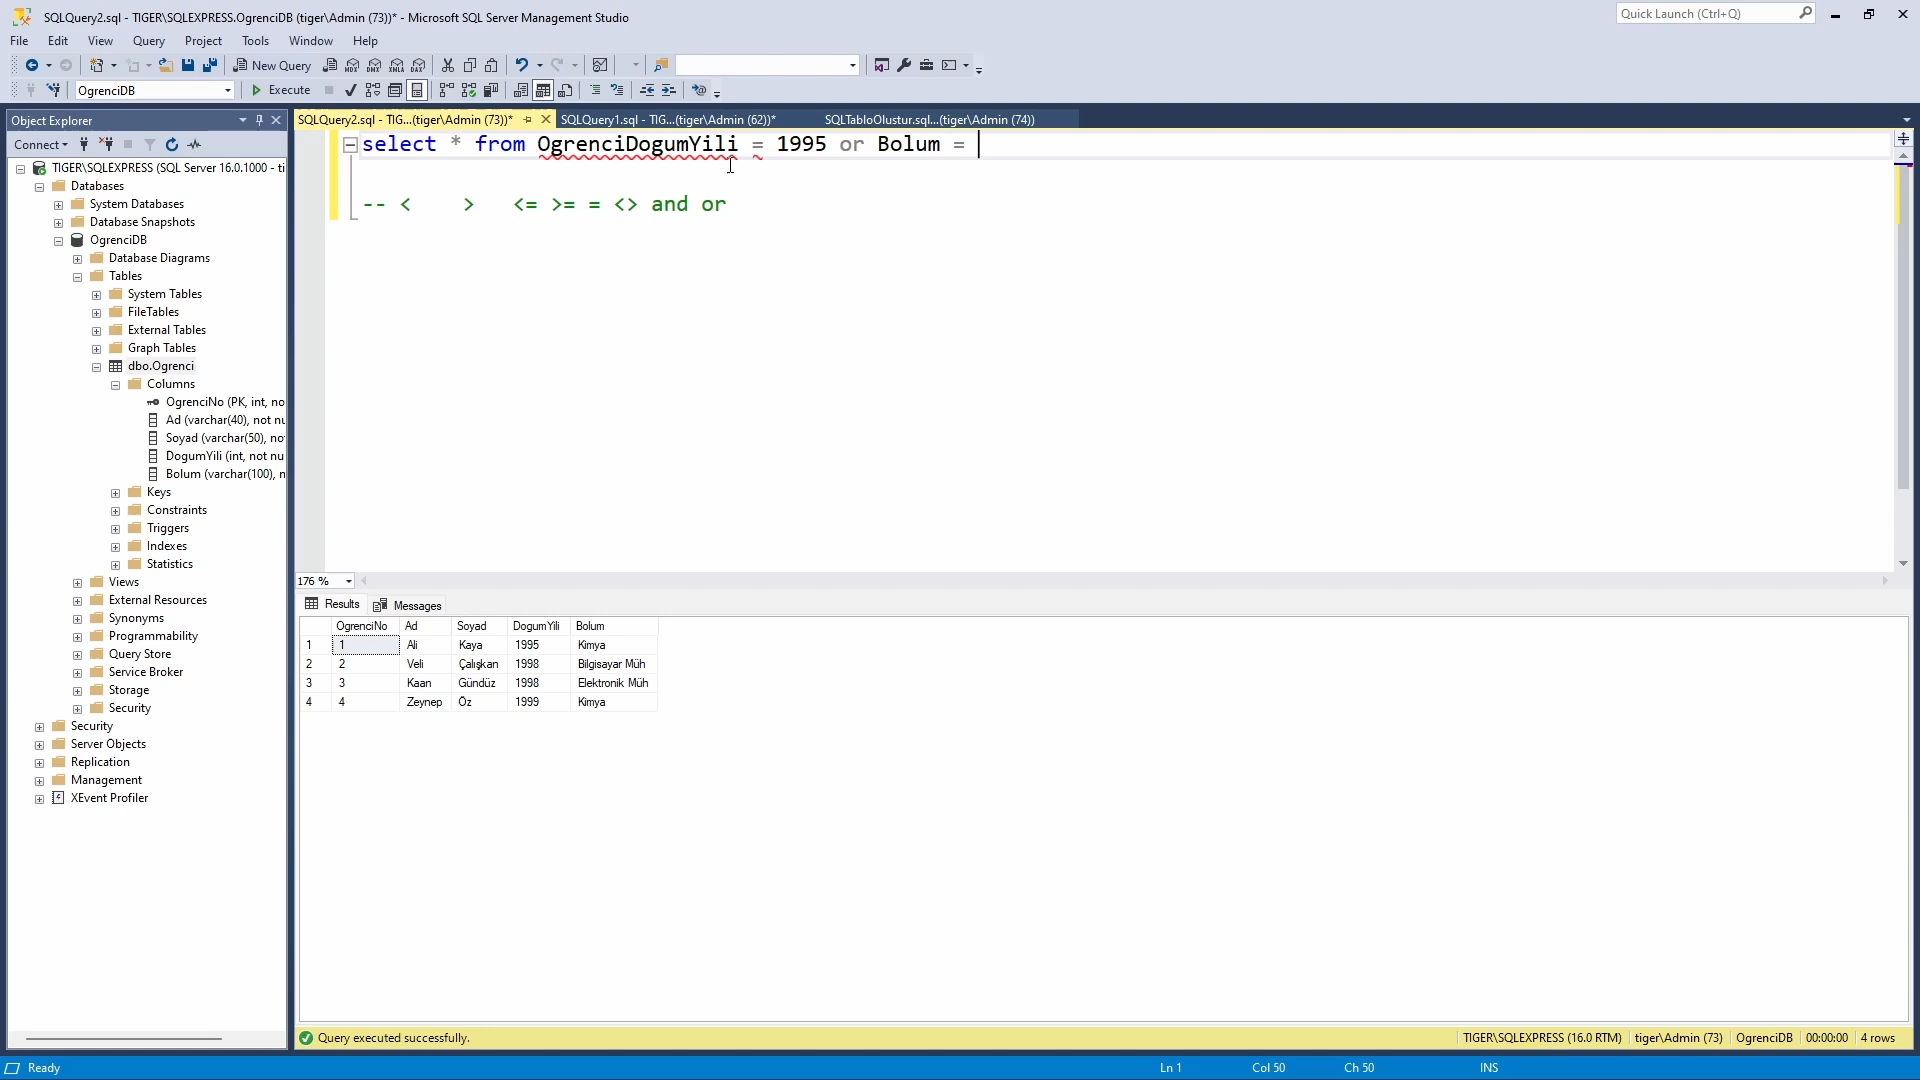 SQLQuery2.sql - TIGER\SQLEXPRESS.OgrenciDB (tiger\Admin (73))* - Microsoft SQL Server Management Studio
Quick Launch (Ctrl+Q)
File Edit View Query Project Tools Window Help
New Query
MDX DMX XMLA DAX
OgrenciDB
Execute
Object Explorer
SQLQuery2.sql - TIG...(tiger\Admin (73))*
SQLQuery1.sql - TIG...(tiger\Admin (62))*
SQLTabloOlustur.sql...(tiger\Admin (74))
Connect
TIGER\SQLEXPRESS (SQL Server 16.0.1000 - ti
Databases
System Databases
Database Snapshots
OgrenciDB
Database Diagrams
Tables
System Tables
FileTables
External Tables
Graph Tables
dbo.Ogrenci
Columns
OgrenciNo (PK, int, no
Ad (varchar(40), not nu
Soyad (varchar(50), no
DogumYili (int, not nu
Bolum (varchar(100), n
Keys
Constraints
Triggers
Indexes
Statistics
Views
External Resources
Synonyms
Programmability
Query Store
Service Broker
Storage
Security
Security
Server Objects
Replication
Management
XEvent Profiler
select * from OgrenciDogumYili = 1995 or Bolum =
-- < > <= >= = <> and or
176 %
Results Messages
OgrenciNo Ad Soyad DogumYili Bolum
1 1 Ali Kaya 1995 Kimya
2 2 Veli Çalışkan 1998 Bilgisayar Müh
3 3 Kaan Gündüz 1998 Elektronik Müh
4 4 Zeynep Öz 1999 Kimya
Query executed successfully.
TIGER\SQLEXPRESS (16.0 RTM) tiger\Admin (73) OgrenciDB 00:00:00 4 rows
Ready
Ln 1 Col 50 Ch 50 INS